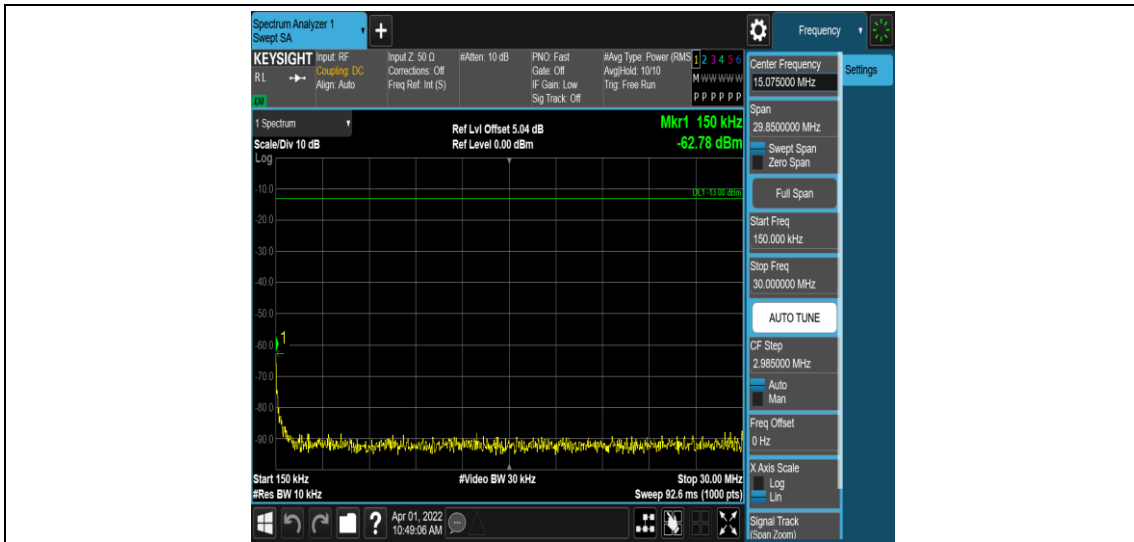 Spectrum Analyzer 1
Swept SA
Frequency
KEYSIGHT
RL
LXI
Input: RF
Coupling: DC
Align: Auto
Input Z: 50 Ω
Corrections: Off
Freq Ref: Int (S)
#Atten: 10 dB
PNO: Fast
Gate: Off
IF Gain: Low
Sig Track: Off
#Avg Type: Power (RMS
Avg|Hold: 10/10
Trig: Free Run
1 2 3 4 5 6
M W W W W W
P P P P P P
1 Spectrum
Scale/Div 10 dB
Log
Ref Lvl Offset 5.04 dB
Ref Level 0.00 dBm
Mkr1 150 kHz
-62.78 dBm
DL1 -13.00 dBm
-10.0
-20.0
-30.0
-40.0
-50.0
-60.0
-70.0
-80.0
-90.0
1
Start 150 kHz
#Res BW 10 kHz
#Video BW 30 kHz
Stop 30.00 MHz
Sweep 92.6 ms (1000 pts)
Center Frequency
15.075000 MHz
Settings
Span
29.8500000 MHz
Swept Span
Zero Span
Full Span
Start Freq
150.000 kHz
Stop Freq
30.000000 MHz
AUTO TUNE
CF Step
2.985000 MHz
Auto
Man
Freq Offset
0 Hz
X Axis Scale
Log
Lin
Signal Track
(Span Zoom)
?
Apr 01, 2022
10:49:06 AM